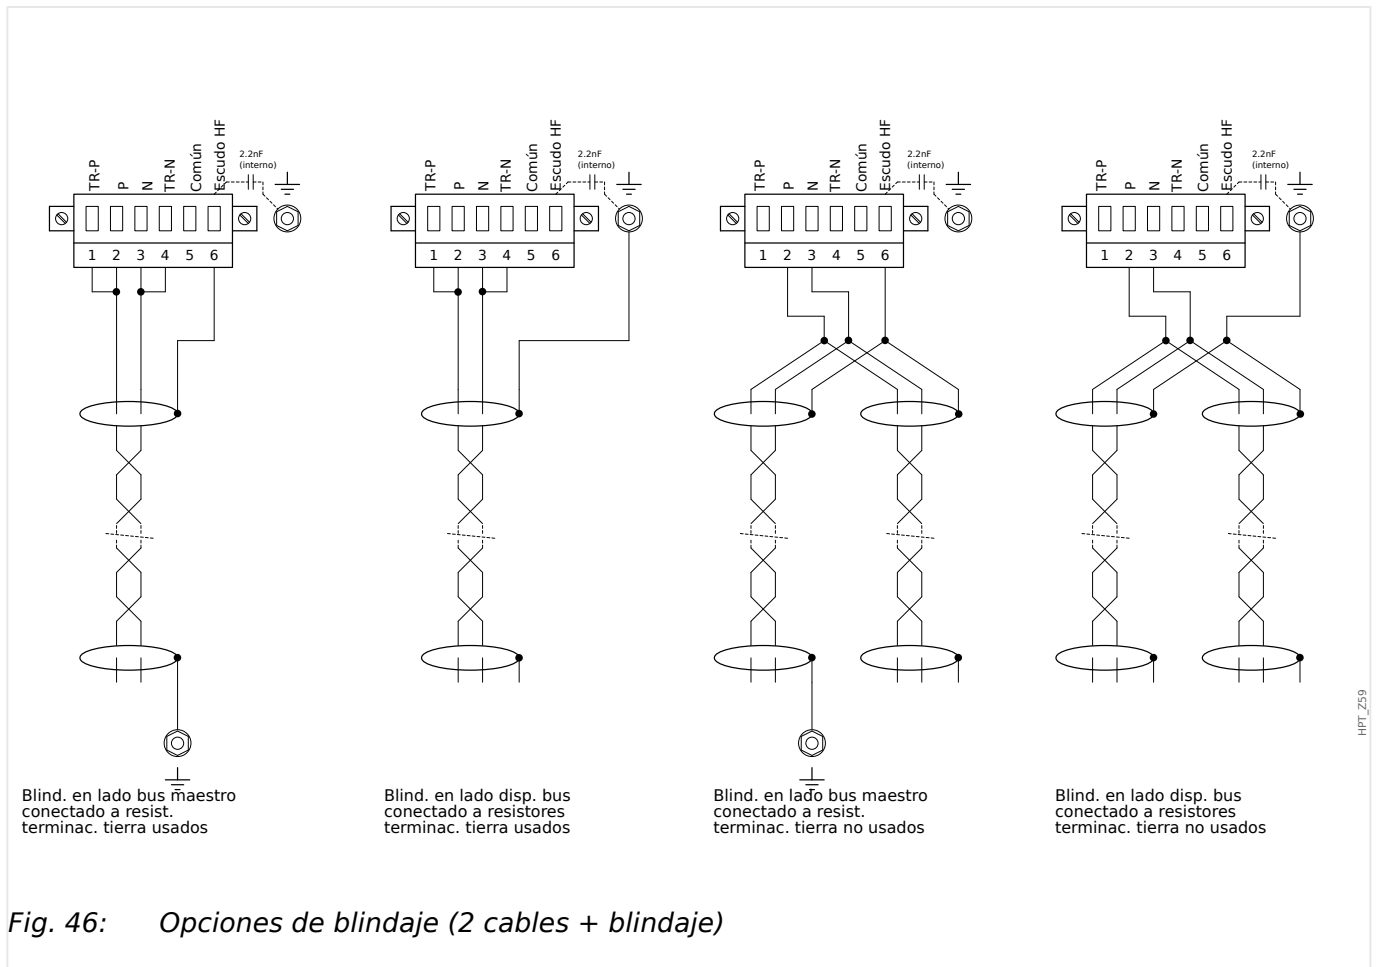 TR-P
P
N
TR-N
Común
Escudo HF
2.2nF
(interno)
1 2 3 4 5 6
TR-P
P
N
TR-N
Común
Escudo HF
2.2nF
(interno)
1 2 3 4 5 6
TR-P
P
N
TR-N
Común
Escudo HF
2.2nF
(interno)
1 2 3 4 5 6
TR-P
P
N
TR-N
Común
Escudo HF
2.2nF
(interno)
1 2 3 4 5 6
Blind. en lado bus maestro
conectado a resist.
terminac. tierra usados
Blind. en lado disp. bus
conectado a resistores
terminac. tierra usados
Blind. en lado bus maestro
conectado a resist.
terminac. tierra no usados
Blind. en lado disp. bus
conectado a resistores
terminac. tierra no usados
HPT_Z59
Fig. 46: Opciones de blindaje (2 cables + blindaje)